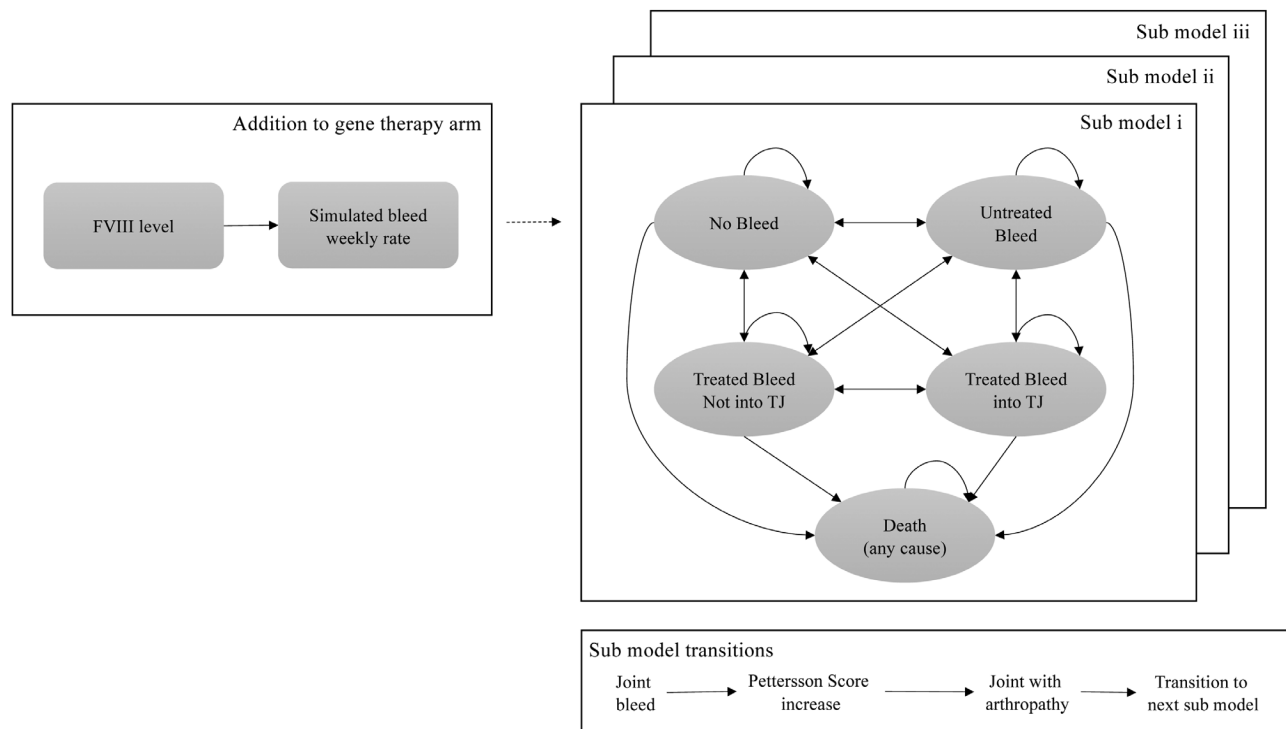 Sub model iii
Sub model ii
Sub model i
Addition to gene therapy arm
FVIII level
Simulated bleed
weekly rate
No Bleed
Untreated
Bleed
Treated Bleed
Not into TJ
Treated Bleed
into TJ
Death
(any cause)
Sub model transitions
Joint
bleed
Pettersson Score
increase
Joint with
arthropathy
Transition to
next sub model